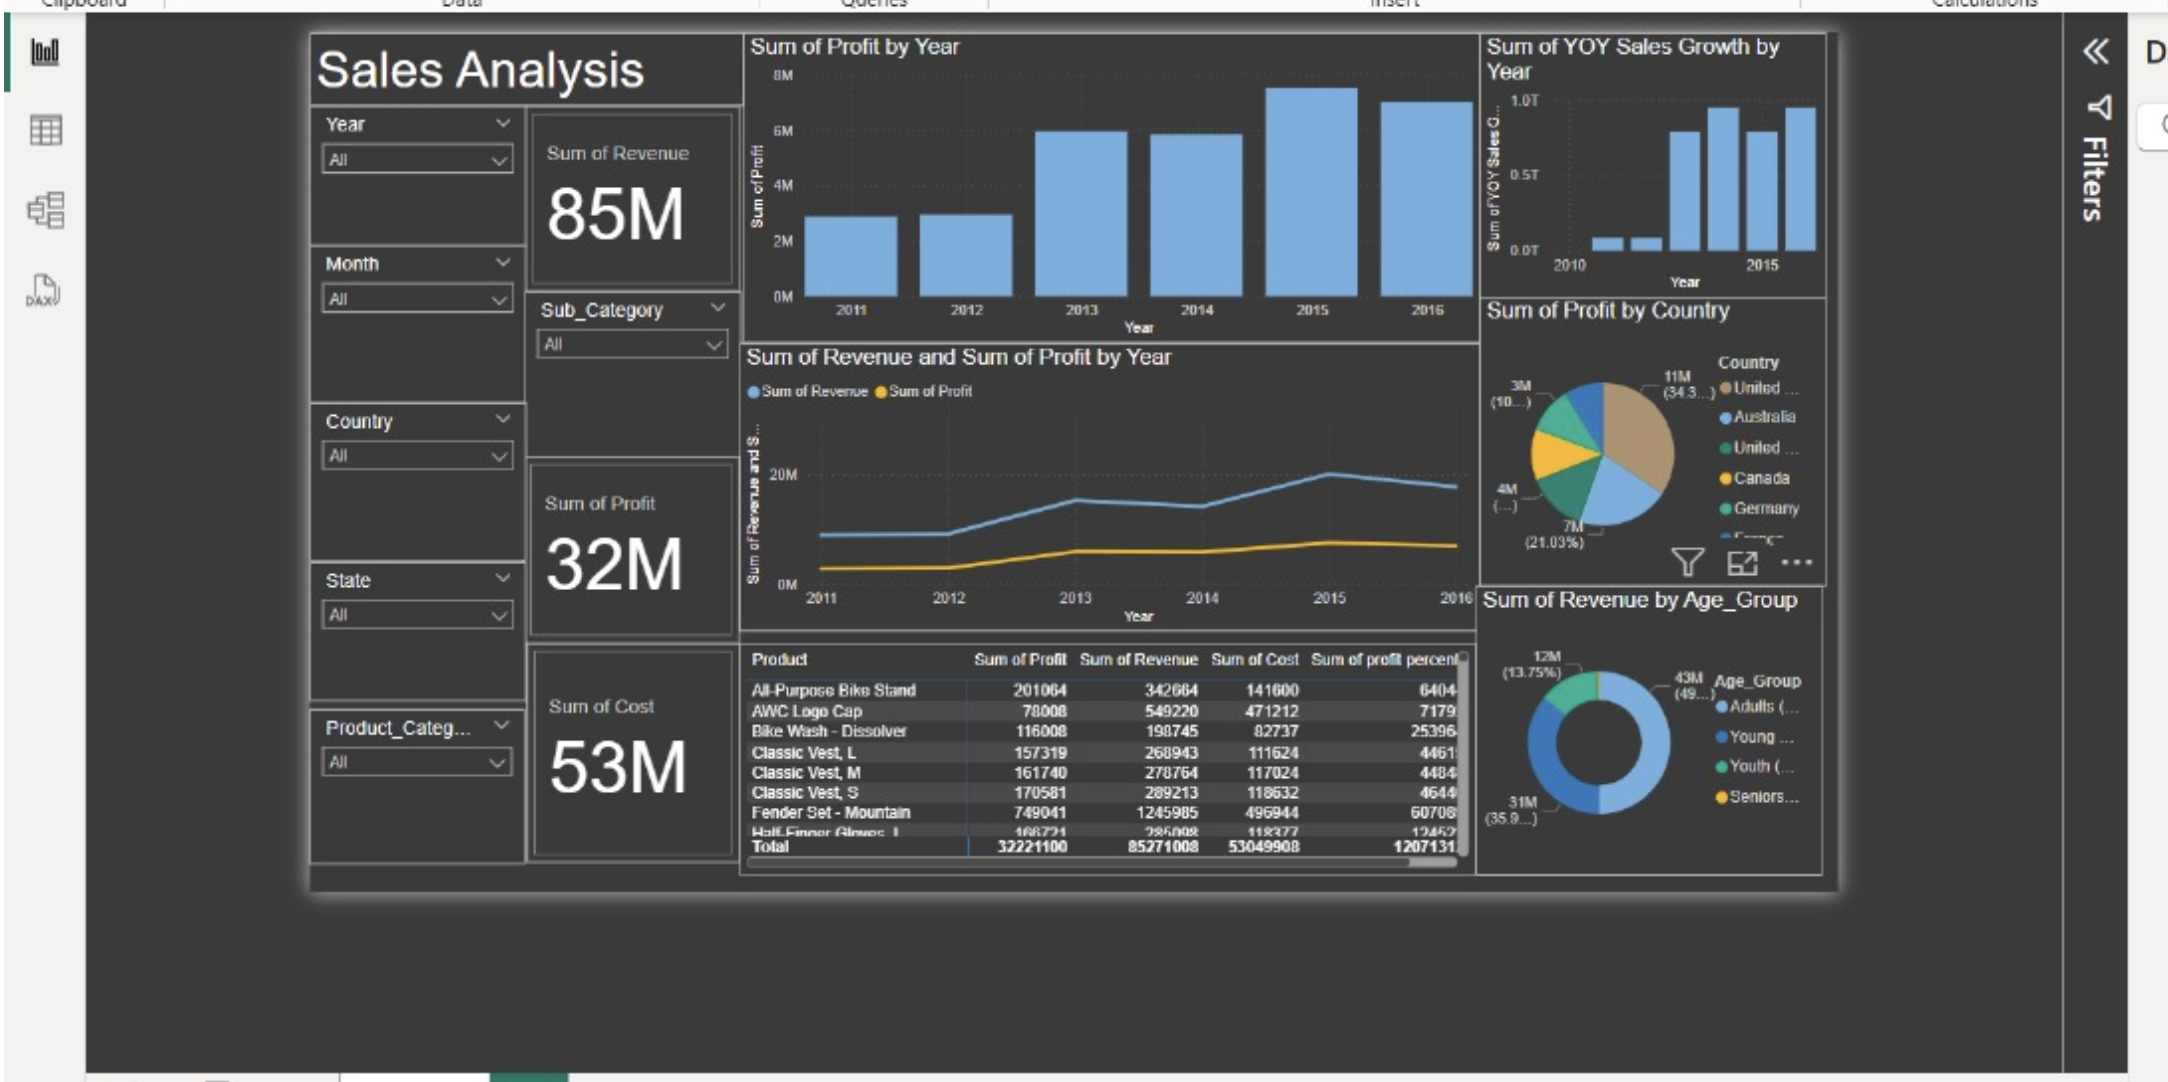 Clipboard
Data
Queries
Insert
Calculations
Sales Analysis
Year
All
Month
All
Country
All
State
All
Product_Categ...
All
Sum of Revenue
85M
Sub_Category
All
Sum of Profit
32M
Sum of Cost
53M
Sum of Profit by Year
Sum of Profit
8M
6M
4M
2M
0M
2011 2012 2013 2014 2015 2016
Year
Sum of Revenue and Sum of Profit by Year
Sum of Revenue Sum of Profit
Sum of Revenue and S...
20M
0M
2011 2012 2013 2014 2015 2016
Year
Product Sum of Profit Sum of Revenue Sum of Cost Sum of profit percent
All-Purpose Bike Stand 201064 342664 141600 6404
AWC Logo Cap 78008 549220 471212 7179
Bike Wash - Dissolver 116008 198745 82737 25396
Classic Vest, L 157319 268943 111624 4461
Classic Vest, M 161740 278764 117024 4484
Classic Vest, S 170581 289213 118632 4644
Fender Set - Mountain 749041 1245985 496944 60708
Half-Finger Gloves, L 166721 285098 118377 12452
Total 32221100 85271008 53049908 1207131
Sum of YOY Sales Growth by
Year
Sum of YOY Sales G...
1.0T
0.5T
0.0T
2010 2015
Year
Sum of Profit by Country
11M
(34.3...)
7M
(21.03%)
4M
(...)
3M
(10...)
Country
United ...
Australia
United ...
Canada
Germany
France
Sum of Revenue by Age_Group
12M
(13.75%)
43M
(49...)
31M
(35.9...)
Age_Group
Adults (...
Young ...
Youth (...
Seniors...
Filters
D
DAX